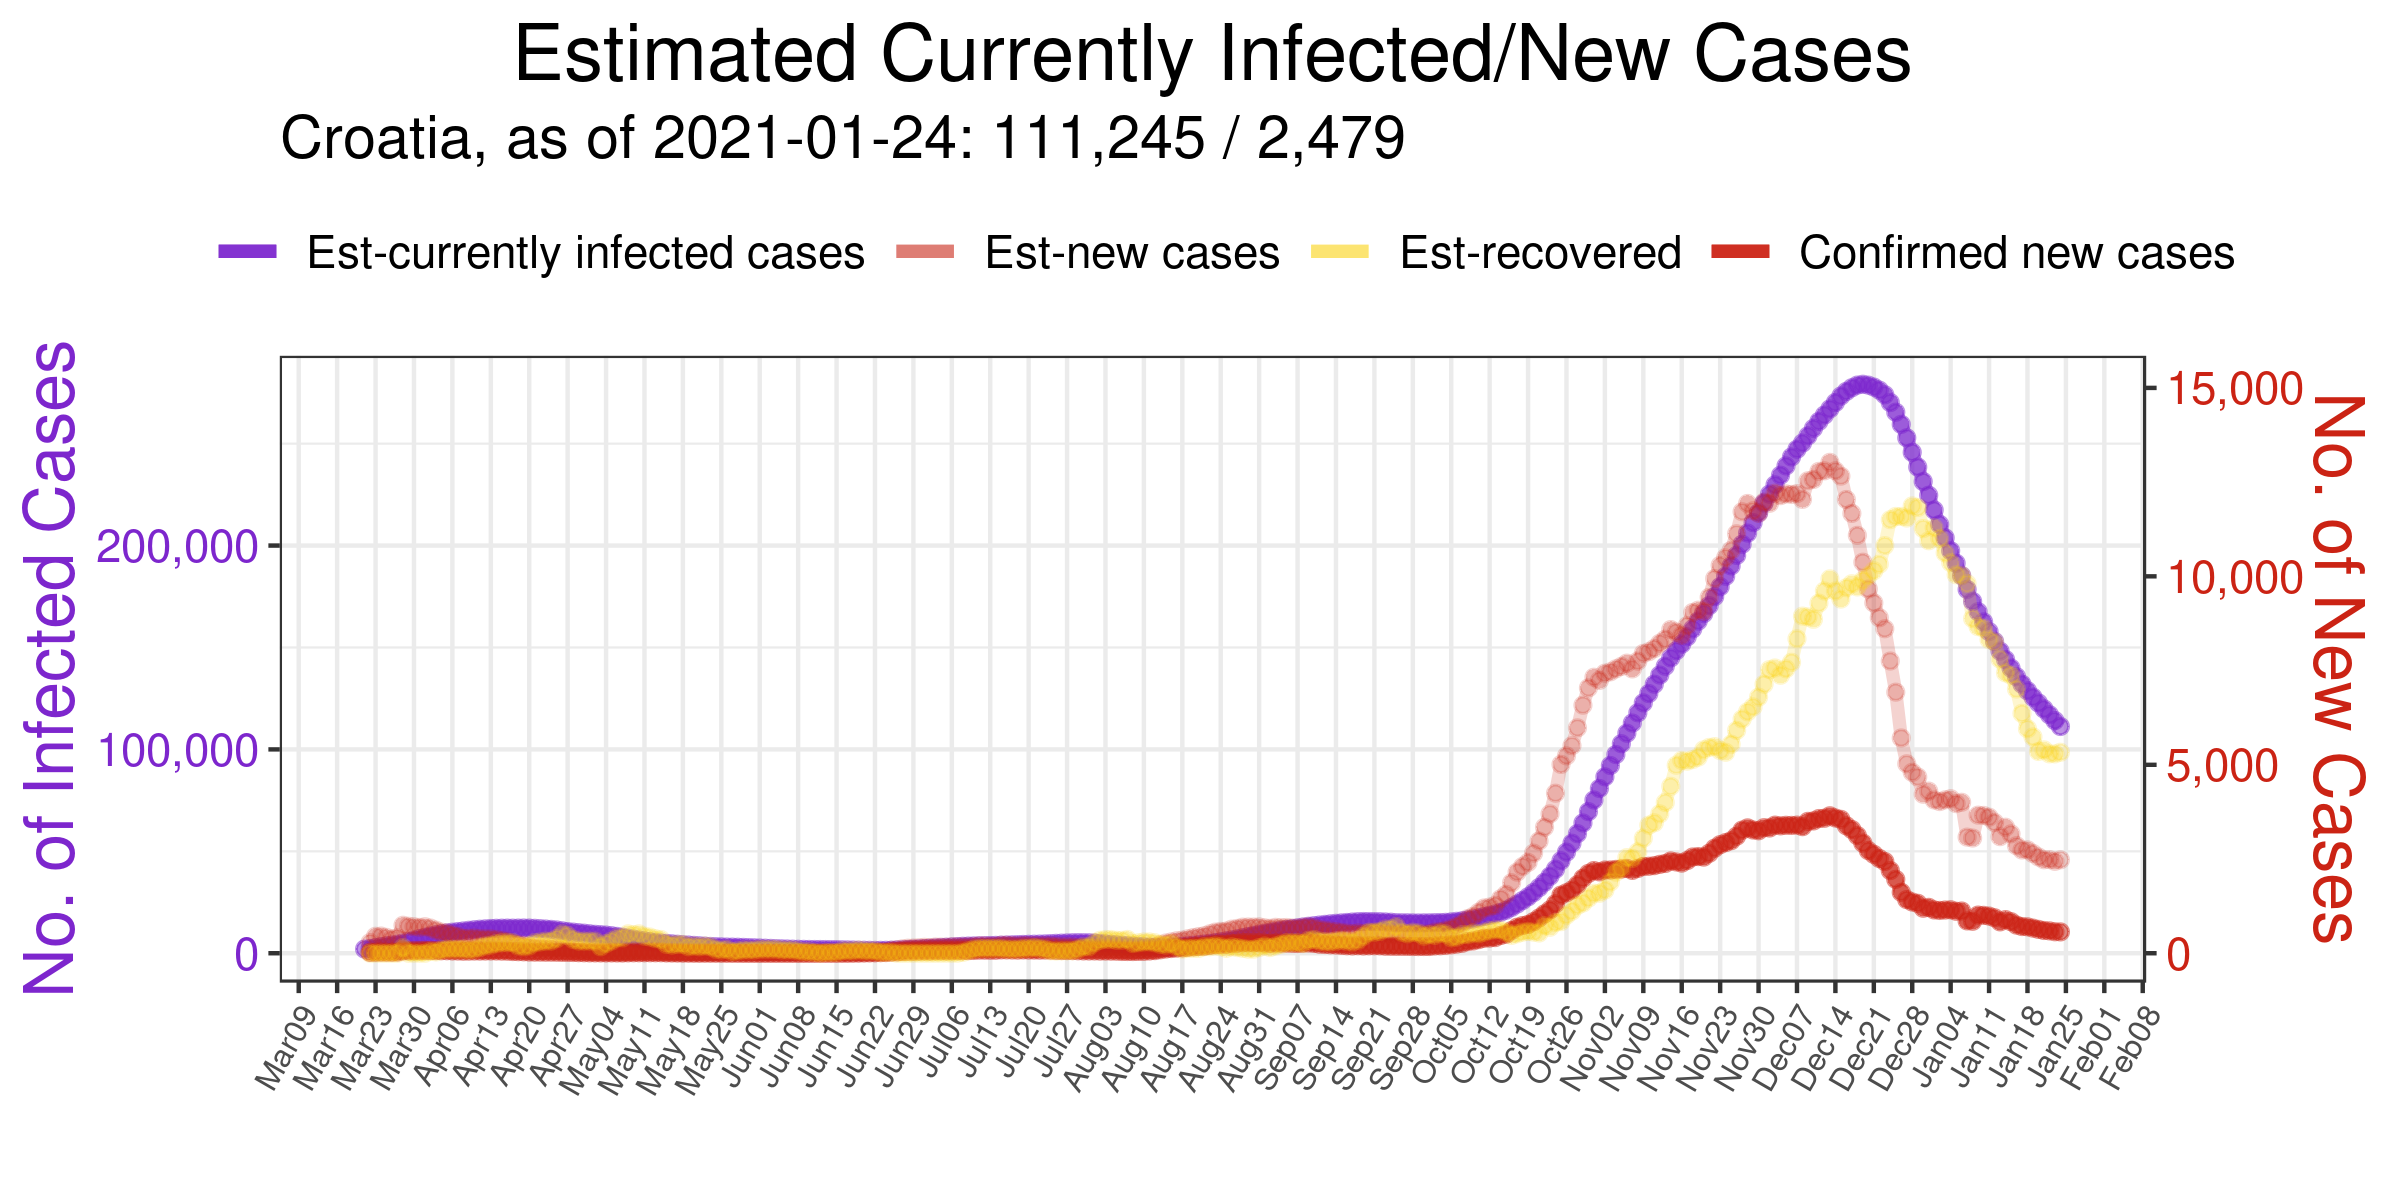 Estimated Currently Infected/New Cases
Croatia, as of 2021-01-24: 111,245 / 2,479
Est-currently infected cases Est-new cases Est-recovered Confirmed new cases
No. of Infected Cases
200,000
100,000
0
15,000
10,000
5,000
0
No. of New Cases
Mar09 Mar16 Mar23 Mar30 Apr06 Apr13 Apr20 Apr27 May04 May11 May18 May25 Jun01 Jun08 Jun15 Jun22 Jun29 Jul06 Jul13 Jul20 Jul27 Aug03 Aug10 Aug17 Aug24 Aug31 Sep07 Sep14 Sep21 Sep28 Oct05 Oct12 Oct19 Oct26 Nov02 Nov09 Nov16 Nov23 Nov30 Dec07 Dec14 Dec21 Dec28 Dec04 Jan11 Jan18 Jan25 Feb01 Feb08